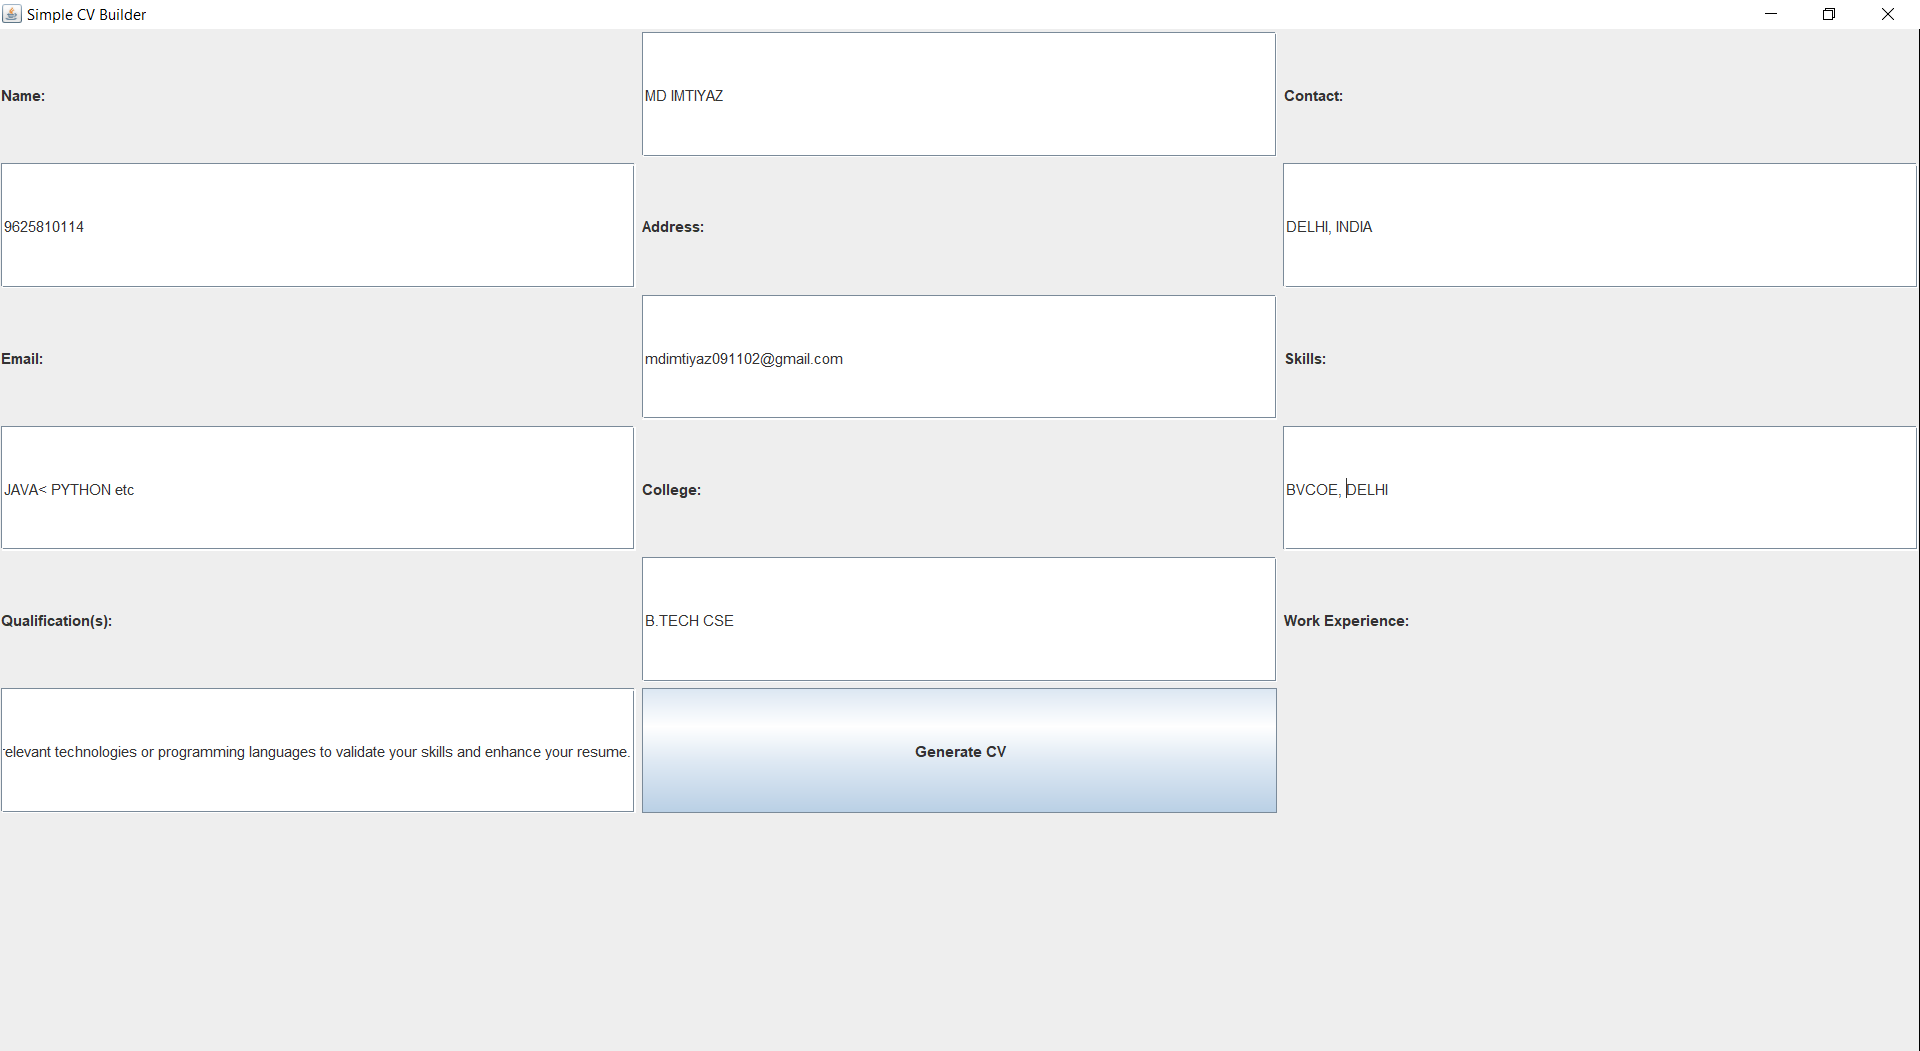 Simple CV Builder
Name:
MD IMTIYAZ
Contact:
9625810114
Address:
DELHI, INDIA
Email:
mdimtiyaz091102@gmail.com
Skills:
JAVA< PYTHON etc
College:
BVCOE, DELHI
Qualification(s):
B.TECH CSE
Work Experience:
relevant technologies or programming languages to validate your skills and enhance your resume.
Generate CV